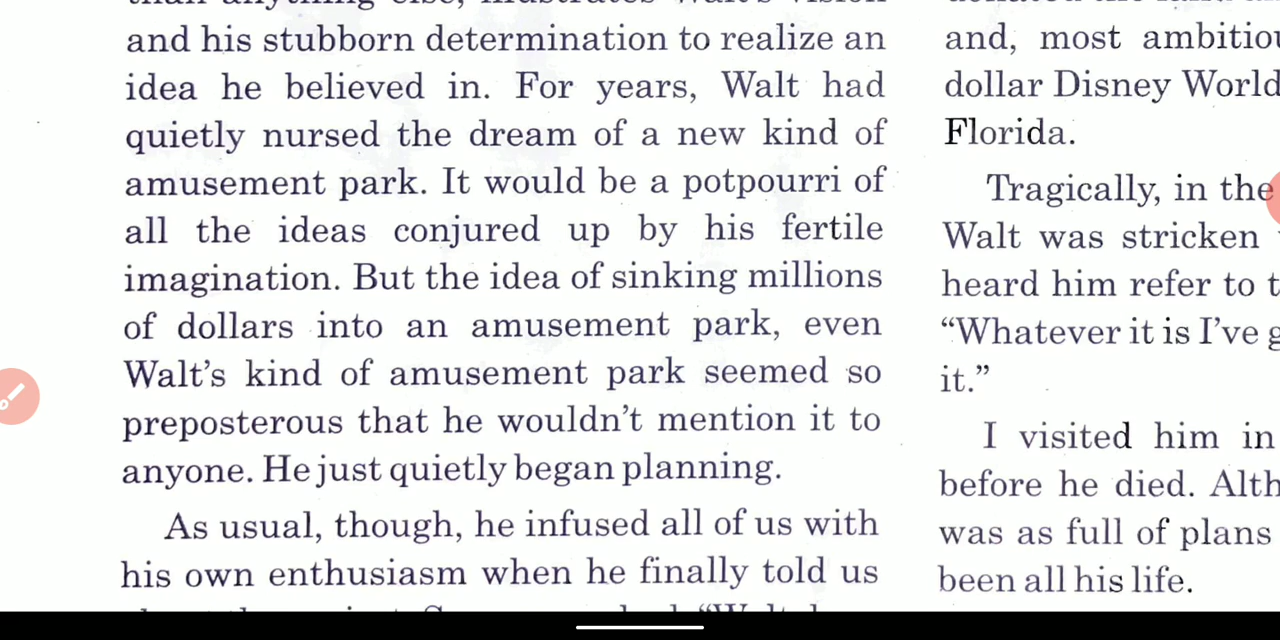 and his stubborn determination to realize an
idea he believed in. For years, Walt had
quietly nursed the dream of a new kind of
amusement park. It would be a potpourri of
all the ideas conjured up by his fertile
imagination. But the idea of sinking millions
of dollars into an amusement park, even
Walt's kind of amusement park seemed so
preposterous that he wouldn't mention it to
anyone. He just quietly began planning.
As usual, though, he infused all of us with
his own enthusiasm when he finally told us
and, most
dollar Disney World
Florida.
Tragically, in the
Walt was stricken
heard him refer to
“Whatever it is I've
it.”
I visited him in
before he died.
was as full of plans
been all his life.